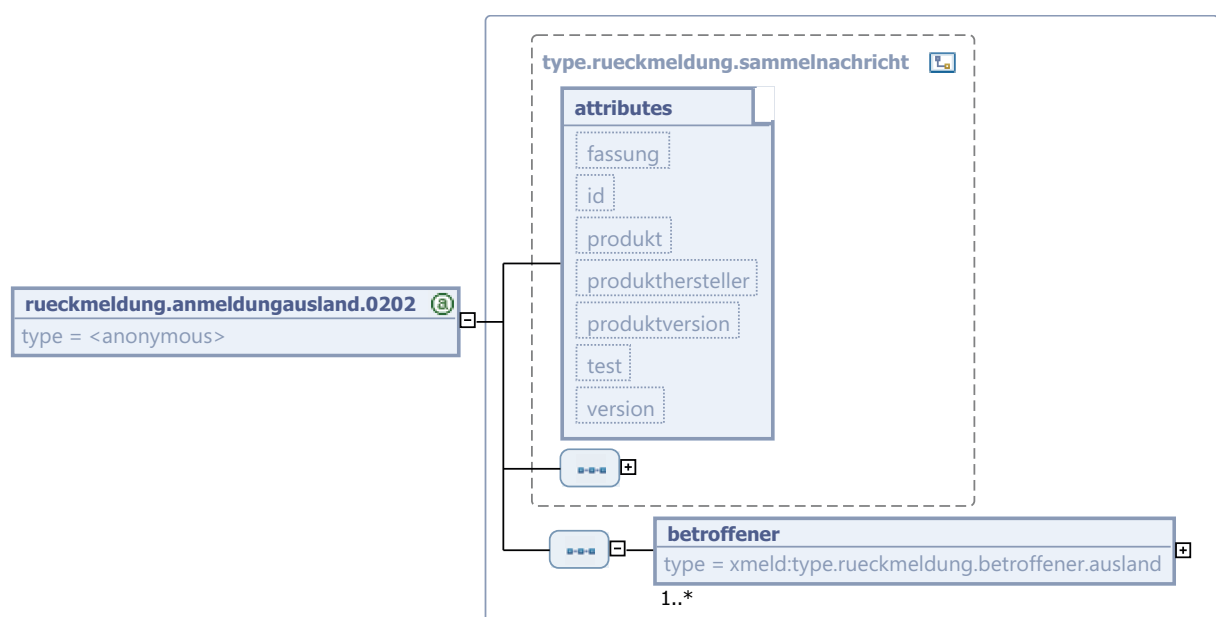 type.rueckmeldung.sammelnachricht
attributes
fassung
id
produkt
produkthersteller
produktversion
test
version
rueckmeldung.anmeldungausland.0202 @
type = <anonymous>
betroffener
type = xmeld:type.rueckmeldung.betroffener.ausland
1..*